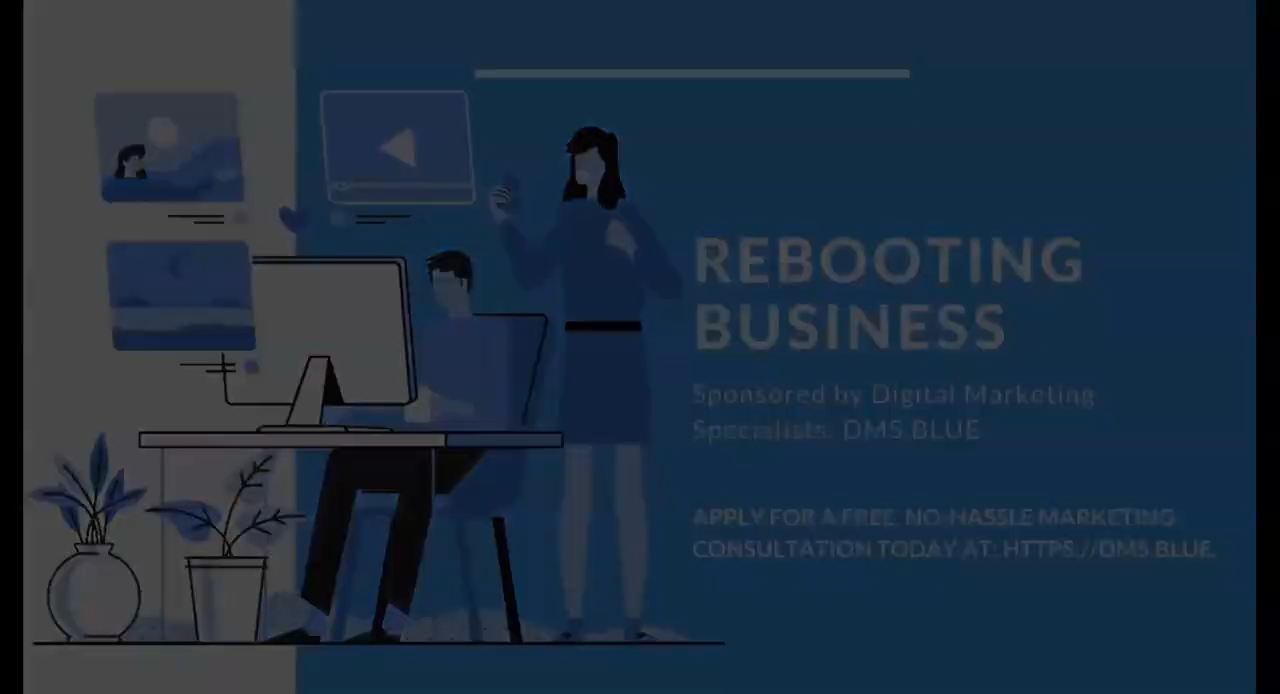 REBOOTING
BUSINESS
Sponsored by Digital Marketing
Specialists: DMS.BLUE
APPLY FOR A FREE, NO-HASSLE MARKETING
CONSULTATION TODAY AT: HTTPS://DMS.BLUE.